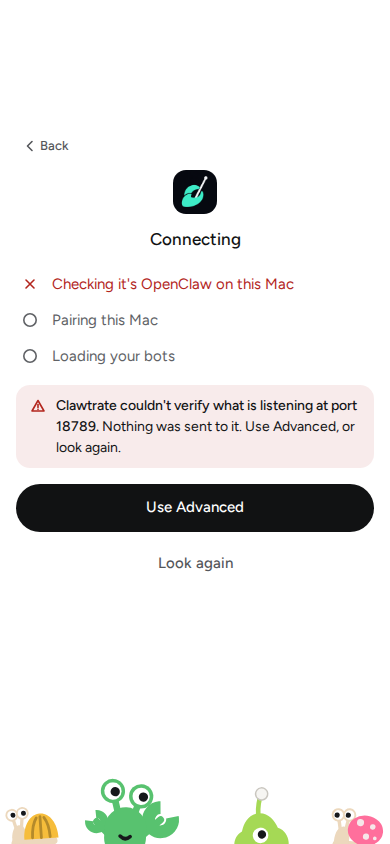 Back
Connecting
Checking it's OpenClaw on this Mac
Pairing this Mac
Loading your bots
Clawtrate couldn't verify what is listening at port
18789. Nothing was sent to it. Use Advanced, or
look again.
Use Advanced
Look again